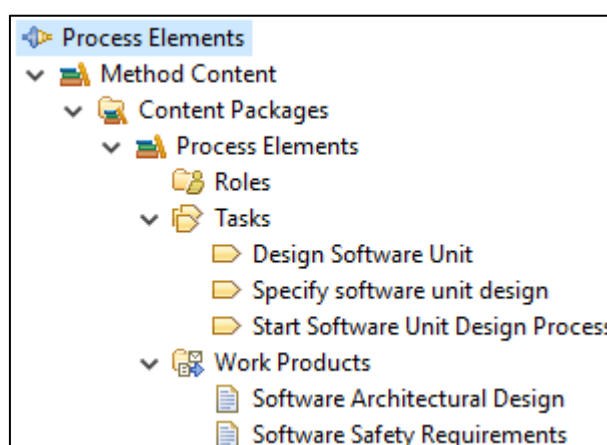 Process Elements
Method Content
Content Packages
Process Elements
Roles
Tasks
Design Software Unit
Specify software unit design
Start Software Unit Design Process
Work Products
Software Architectural Design
Software Safety Requirements